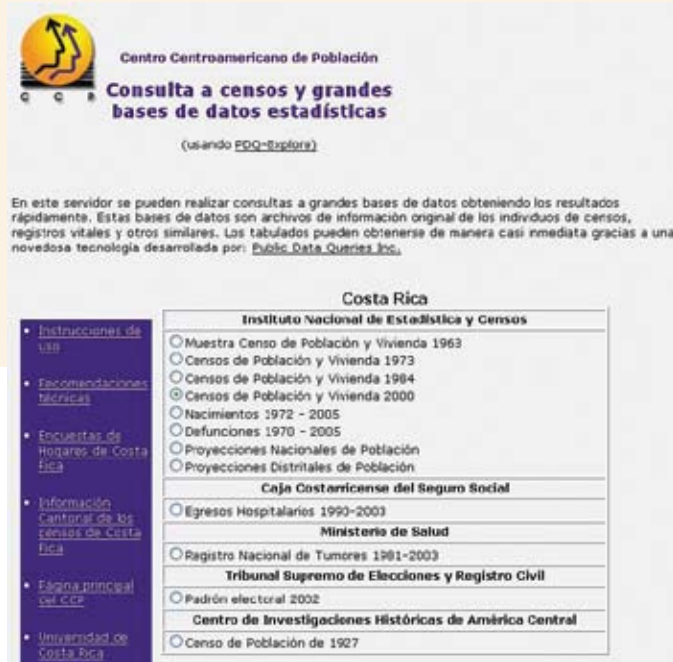 C C P
Centro Centroamericano de Población
Consulta a censos y grandes
bases de datos estadísticas
(usando PDQ-Explore)
En este servidor se pueden realizar consultas a grandes bases de datos obteniendo los resultados
rápidamente. Estas bases de datos son archivos de información original de los individuos de censos,
registros vitales y otros similares. Los tabulados pueden obtenerse de manera casi inmediata gracias a una
novedosa tecnología desarrollada por: Public Data Queries Inc.
Costa Rica
Instituto Nacional de Estadística y Censos
Muestra Censo de Población y Vivienda 1963
Censos de Población y Vivienda 1973
Censos de Población y Vivienda 1984
Censos de Población y Vivienda 2000
Nacimientos 1972 - 2005
Defunciones 1970 - 2005
Proyecciones Nacionales de Población
Proyecciones Distritales de Población
Caja Costarricense del Seguro Social
Egresos Hospitalarios 1990-2003
Ministerio de Salud
Registro Nacional de Tumores 1981-2003
Tribunal Supremo de Elecciones y Registro Civil
Padrón electoral 2002
Centro de Investigaciones Históricas de América Central
Censo de Población de 1927
• Instrucciones de
uso
• Recomendaciones
técnicas
• Encuestas de
Hogares de Costa
Rica
• Información
Cantonal de los
censos de Costa
Rica
• Página principal
del CCP
• Universidad de
Costa Rica